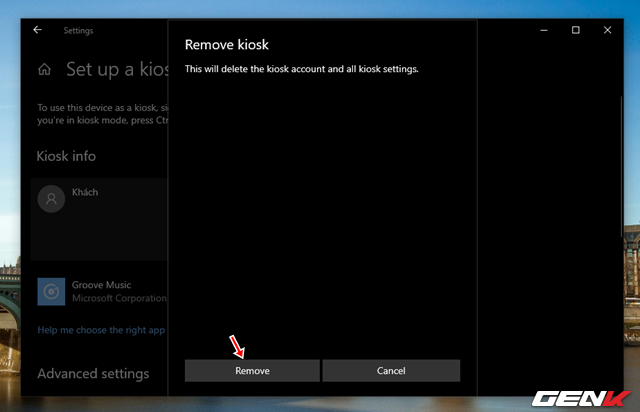 Settings
Remove kiosk
This will delete the kiosk account and all kiosk settings.
Set up a kios
To use this device as a kiosk, si
you're in kiosk mode, press Ctr
Kiosk info
Khách
Groove Music
Microsoft Corporation
Help me choose the right app
Advanced settings
Remove
Cancel
GENK